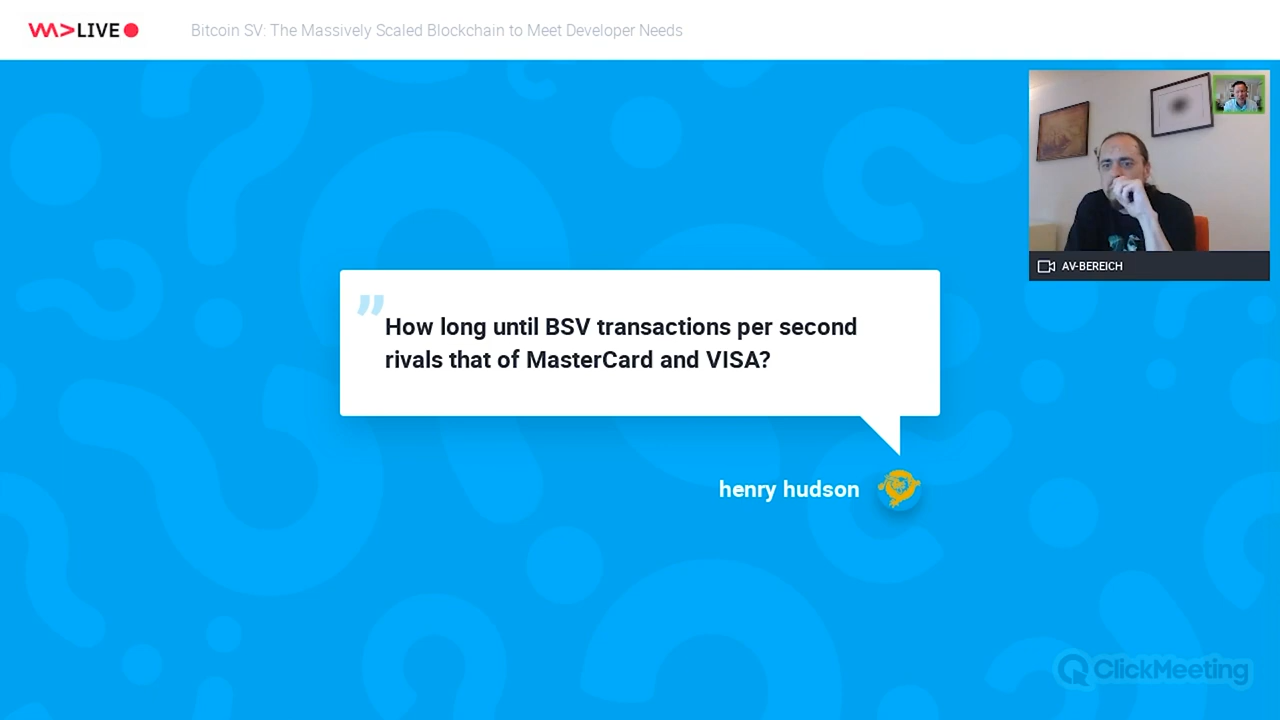 WAD>LIVE
Bitcoin SV: The Massively Scaled Blockchain to Meet Developer Needs
AV-BEREICH
"
How long until BSV transactions per second
rivals that of MasterCard and VISA?
henry hudson
ClickMeeting